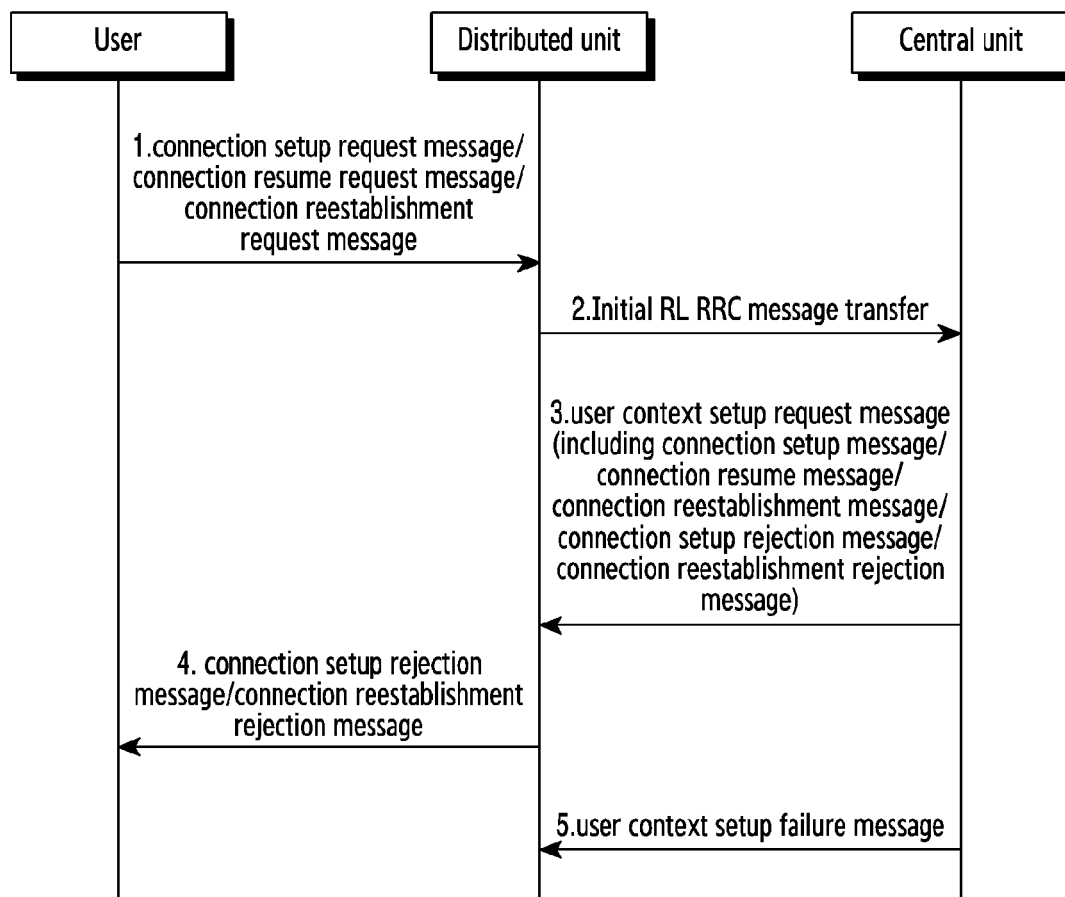 User
Distributed unit
Central unit
1.connection setup request message/
connection resume request message/
connection reestablishment
request message
2.Initial RL RRC message transfer
3.user context setup request message
(including connection setup message/
connection resume message/
connection reestablishment message/
connection setup rejection message/
connection reestablishment rejection
message)
4. connection setup rejection
message/connection reestablishment
rejection message
5.user context setup failure message